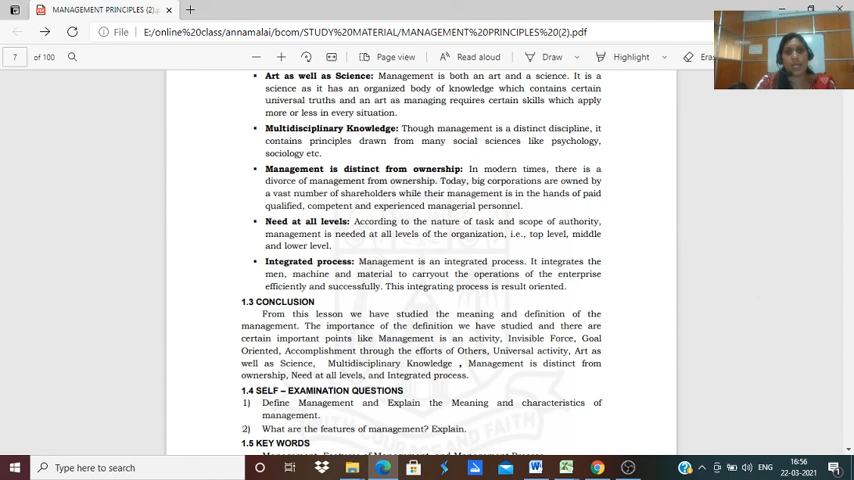 MANAGEMENT PRINCIPLES (2).pdf
File E:/online%20class/annamalai/bcom/STUDY%20MATERIAL/MANAGEMENT%20PRINCIPLES%20(2).pdf
7 of 100 Page view Read aloud Draw Highlight
Art as well as Science: Management is both an art and a science. It is a
science as it has an organized body of knowledge which contains certain
universal truths and an art as managing requires certain skills which apply
more or less in every situation.
Multidisciplinary Knowledge: Though management is a distinct discipline, it
contains principles drawn from many social sciences like psychology,
sociology etc.
Management is distinct from ownership: In modern times, there is a
divorce of management from ownership. Today, big corporations are owned by
a vast number of shareholders while their management is in the hands of paid
qualified, competent and experienced managerial personnel.
Need at all levels: According to the nature of task and scope of authority,
management is needed at all levels of the organization, i.e., top level, middle
and lower level.
Integrated process: Management is an integrated process. It integrates the
men, machine and material to carryout the operations of the enterprise
efficiently and successfully. This integrating process is result oriented.
1.3 CONCLUSION
From this lesson we have studied the meaning and definition of the
management. The importance of the definition we have studied and there are
certain important points like Management is an activity, Invisible Force, Goal
Oriented, Accomplishment through the efforts of Others, Universal activity, Art as
well as Science, Multidisciplinary Knowledge , Management is distinct from
ownership, Need at all levels, and Integrated process.
1.4 SELF – EXAMINATION QUESTIONS
1) Define Management and Explain the Meaning and characteristics of
management.
2) What are the features of management? Explain.
1.5 KEY WORDS
Type here to search
ENG
16:56
22-03-2021